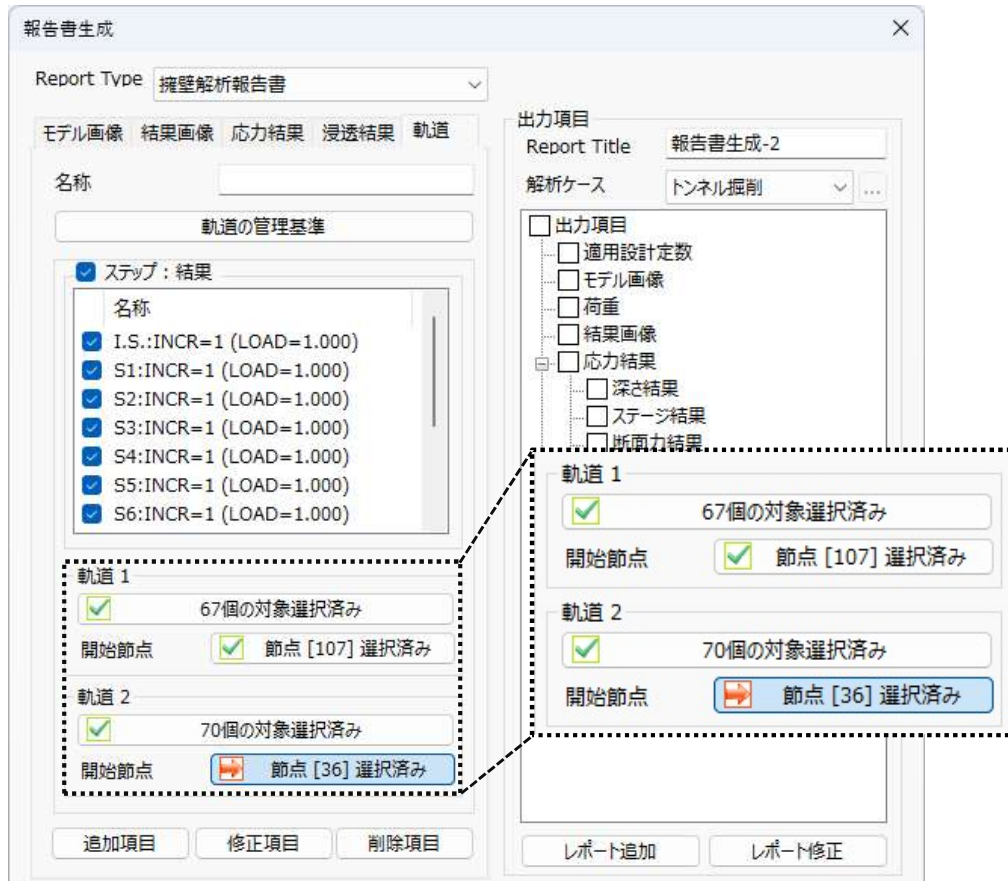 報告書生成
Report Type 擁壁解析報告書
モデル画像 結果画像 応力結果 浸透結果 軌道
名称
軌道の管理基準
ステップ：結果
名称
I.S.:INCR=1 (LOAD=1.000)
S1:INCR=1 (LOAD=1.000)
S2:INCR=1 (LOAD=1.000)
S3:INCR=1 (LOAD=1.000)
S4:INCR=1 (LOAD=1.000)
S5:INCR=1 (LOAD=1.000)
S6:INCR=1 (LOAD=1.000)
軌道 1
67個の対象選択済み
開始節点 節点 [107] 選択済み
軌道 2
70個の対象選択済み
開始節点 節点 [36] 選択済み
追加項目 修正項目 削除項目
出力項目
Report Title 報告書生成-2
解析ケース トンネル掘削 ...
出力項目
適用設計定数
モデル画像
荷重
結果画像
応力結果
深さ結果
ステージ結果
断面力結果
軌道 1
67個の対象選択済み
開始節点 節点 [107] 選択済み
軌道 2
70個の対象選択済み
開始節点 節点 [36] 選択済み
レポート追加 レポート修正